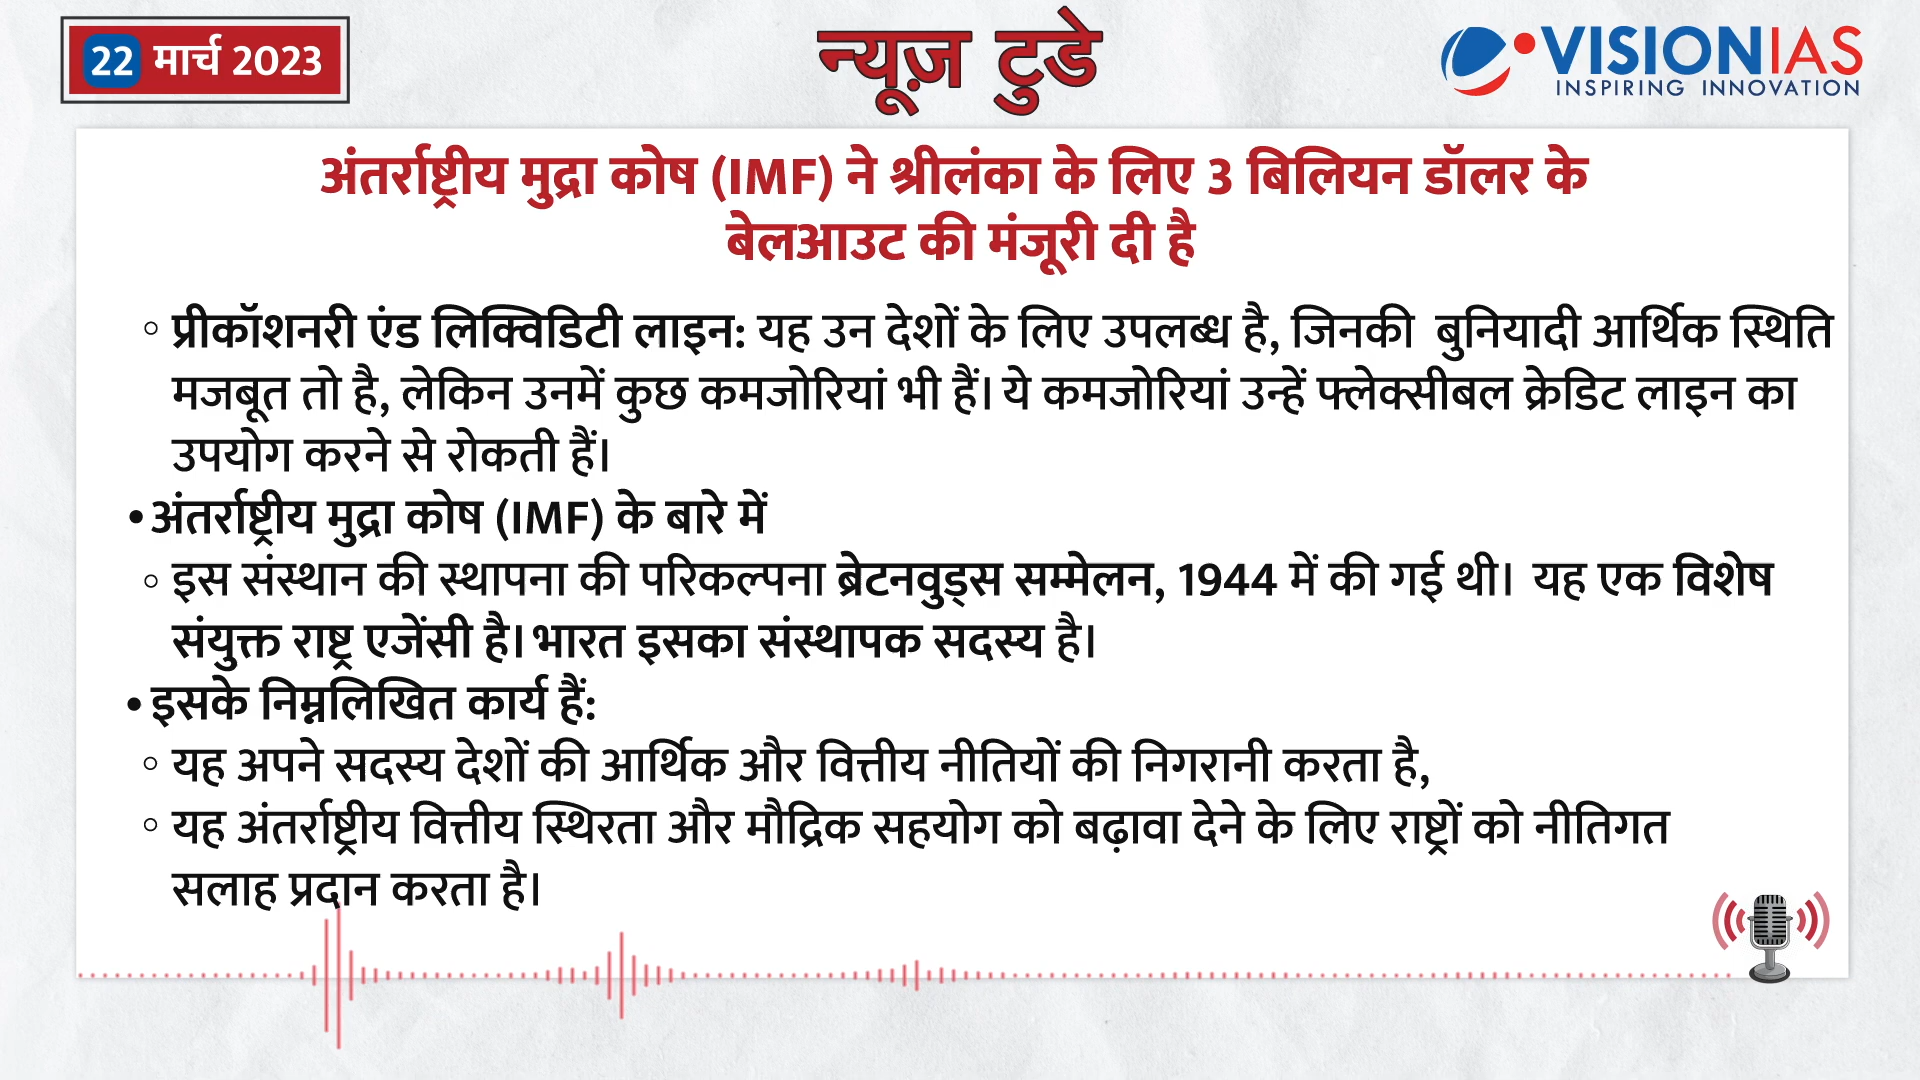 22 मार्च 2023
न्यूज़ टुडे
VISIONIAS
INSPIRING INNOVATION
अंतर्राष्ट्रीय मुद्रा कोष (IMF) ने श्रीलंका के लिए 3 बिलियन डॉलर के
बेलआउट की मंजूरी दी है
◦ प्रीकॉशनरी एंड लिक्विडिटी लाइन: यह उन देशों के लिए उपलब्ध है, जिनकी बुनियादी आर्थिक स्थिति
मजबूत तो है, लेकिन उनमें कुछ कमजोरियां भी हैं। ये कमजोरियां उन्हें फ्लेक्सीबल क्रेडिट लाइन का
उपयोग करने से रोकती हैं।
• अंतर्राष्ट्रीय मुद्रा कोष (IMF) के बारे में
◦ इस संस्थान की स्थापना की परिकल्पना ब्रेटनवुड्स सम्मेलन, 1944 में की गई थी। यह एक विशेष
संयुक्त राष्ट्र एजेंसी है। भारत इसका संस्थापक सदस्य है।
• इसके निम्नलिखित कार्य हैं:
◦ यह अपने सदस्य देशों की आर्थिक और वित्तीय नीतियों की निगरानी करता है,
◦ यह अंतर्राष्ट्रीय वित्तीय स्थिरता और मौद्रिक सहयोग को बढ़ावा देने के लिए राष्ट्रों को नीतिगत
सलाह प्रदान करता है।